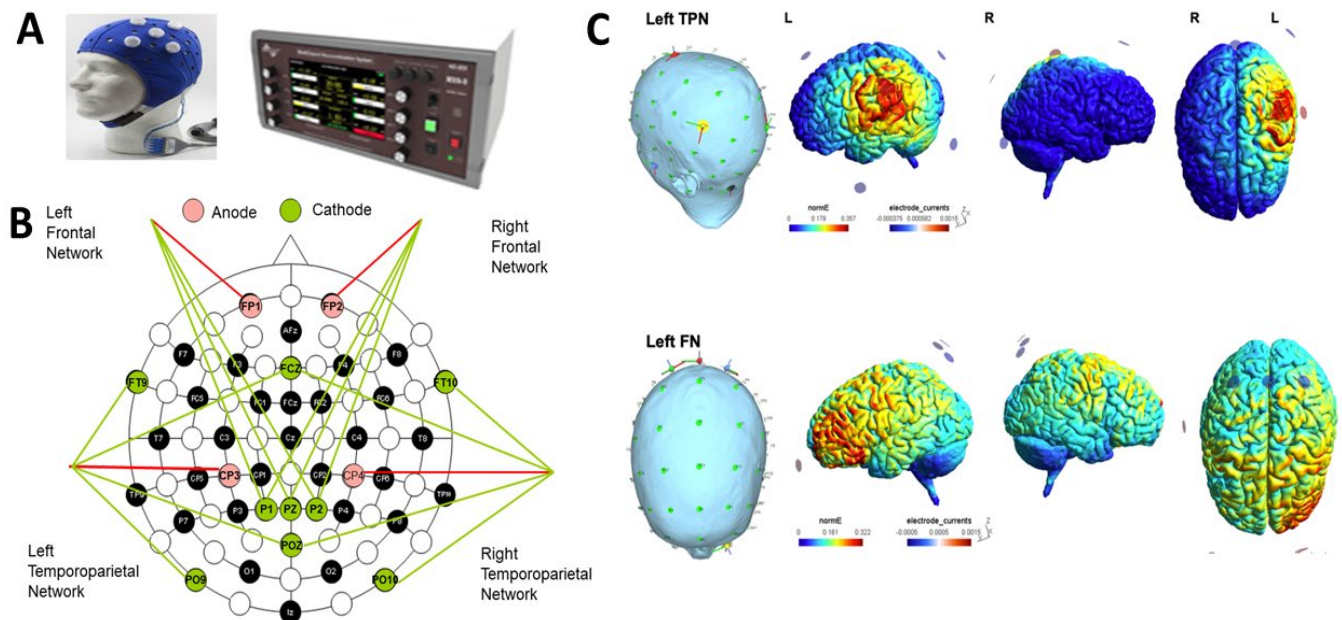 A
B
C
Anode
Cathode
Left
Frontal
Network
Right
Frontal
Network
FP1
FP2
AFz
F7
F3
FCZ
F4
F8
FT9
FT10
FC5
FC1
FCz
FC2
FC6
T7
C3
Cz
C4
T8
CP5
CP3
CP1
CP2
CP4
CP6
TP9
P7
P3
P1
PZ
P2
P4
P8
POZ
PO9
O1
O2
PO10
Iz
Left
Temporoparietal
Network
Right
Temporoparietal
Network
Left TPN
L
R
R
L
normE
0
0.178
0.357
electrode_currents
-0.000375
0.000562
0.0015
Left FN
normE
0
0.161
0.322
electrode_currents
-0.0005
0.0005
0.0015